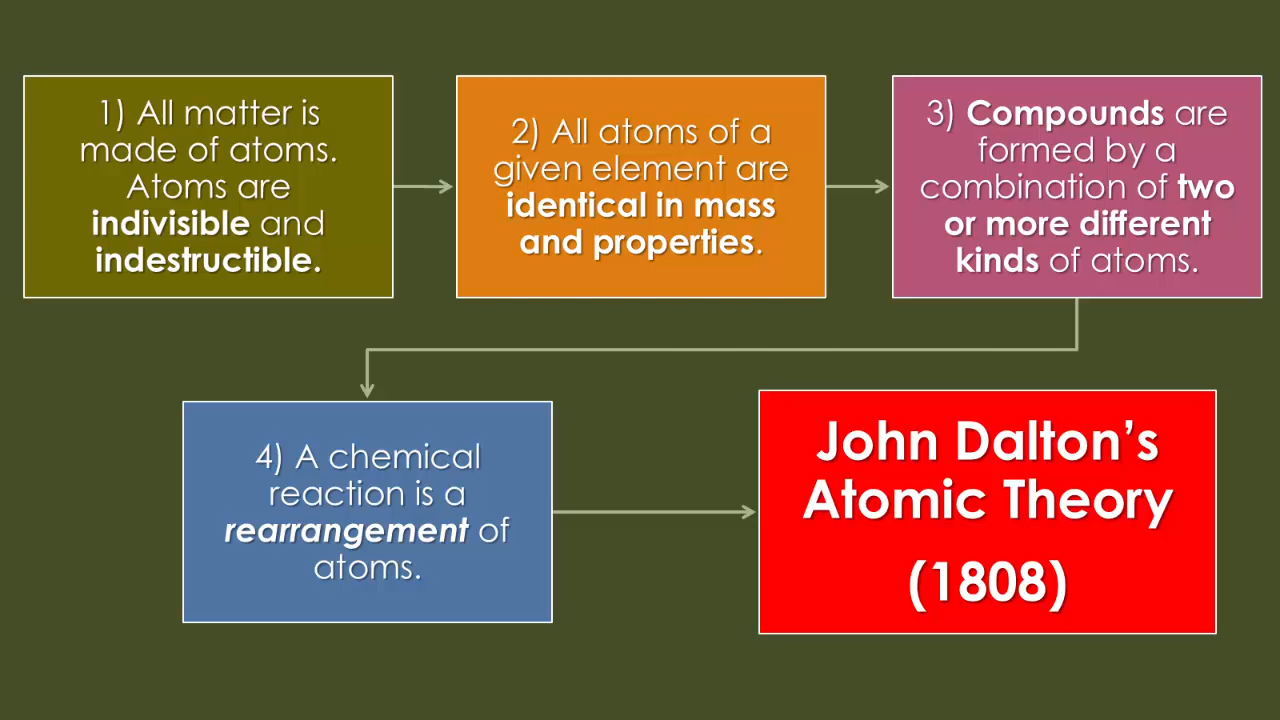 1) All matter is
made of atoms.
Atoms are
indivisible and
indestructible.
2) All atoms of a
given element are
identical in mass
and properties.
3) Compounds are
formed by a
combination of two
or more different
kinds of atoms.
4) A chemical
reaction is a
rearrangement of
atoms.
John Dalton’s
Atomic Theory
(1808)